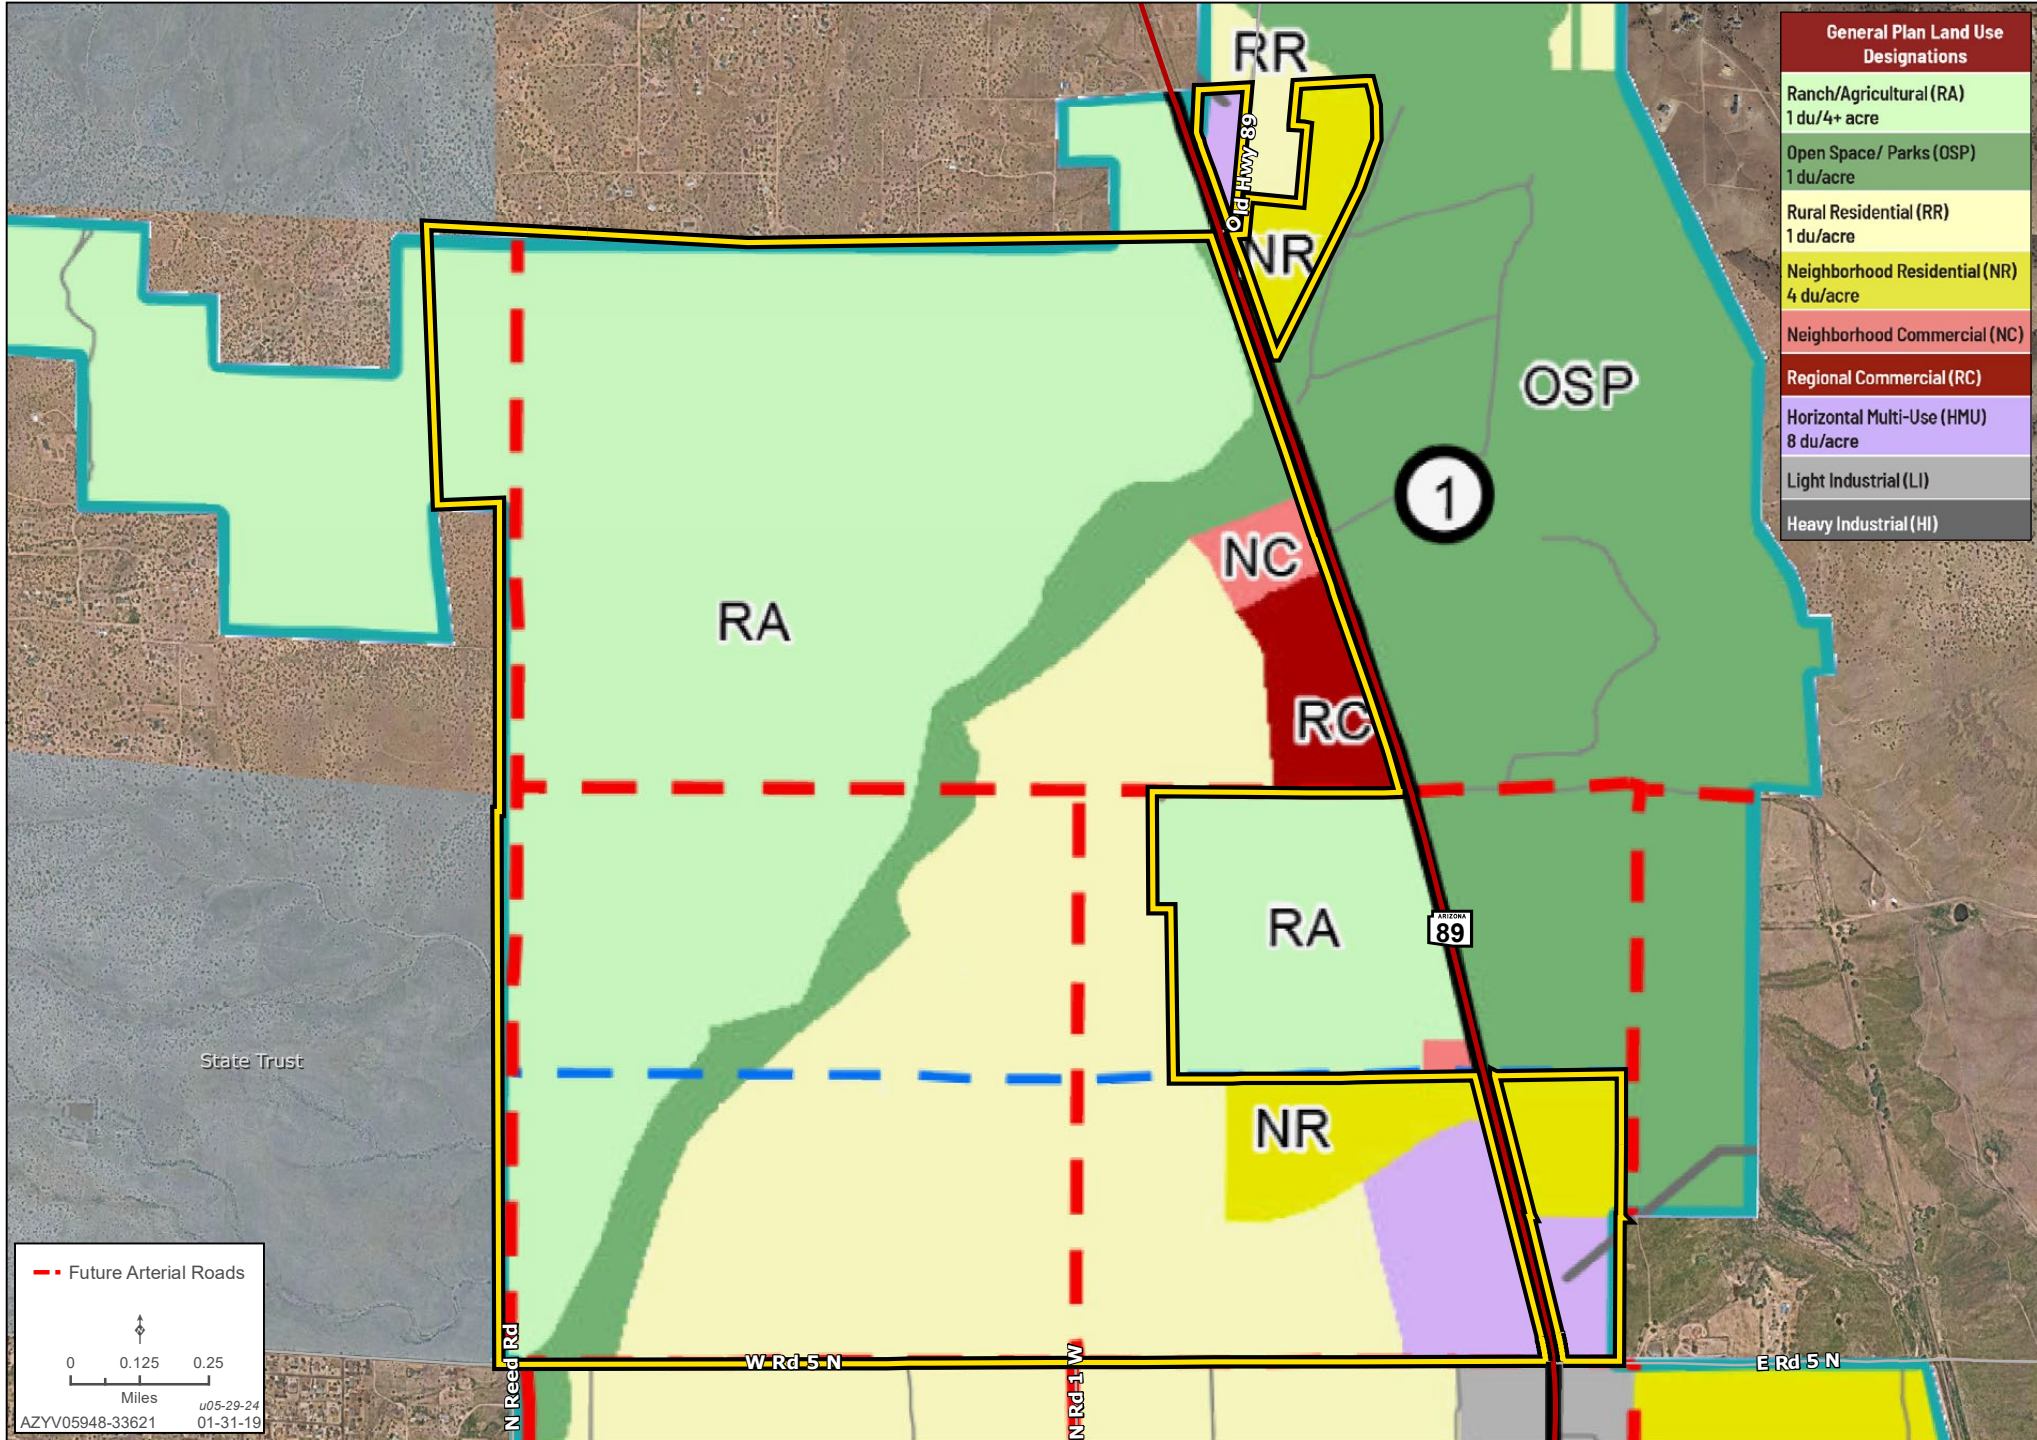 General Plan Land Use
Designations
Ranch/Agricultural (RA)
1 du/4+ acre
Open Space/ Parks (OSP)
1 du/acre
Rural Residential (RR)
1 du/acre
Neighborhood Residential (NR)
4 du/acre
Neighborhood Commercial (NC)
Regional Commercial (RC)
Horizontal Multi-Use (HMU)
8 du/acre
Light Industrial (LI)
Heavy Industrial (HI)
RR
Old Hwy 89
NR
OSP
1
NC
RA
RC
RA
ARIZONA
89
State Trust
NR
Future Arterial Roads
0 0.125 0.25
Miles
u05-29-24
AZYV05948-33621 01-31-19
N Reed Rd
W Rd 5 N
N Rd 1 W
E Rd 5 N